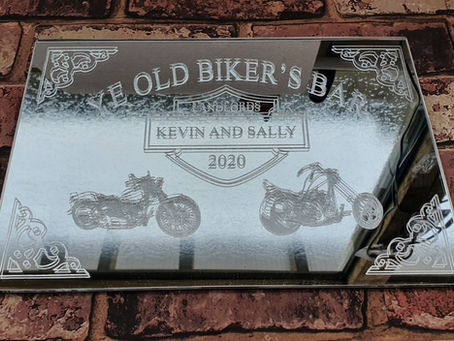 YE OLD BIKER'S BAR
LANDLORDS
KEVIN AND SALLY
2020